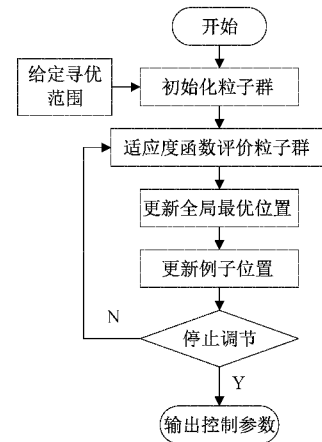 开始
给定寻优
范围
初始化粒子群
适应度函数评价粒子群
更新全局最优位置
更新例子位置
N
停止调节
Y
输出控制参数